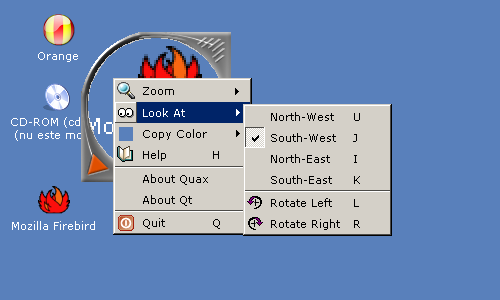 Orange
CD-ROM (cd
(nu este mo
Mozilla Firebird
Mo
Zoom
Look At
Copy Color
Help H
About Quax
About Qt
Quit Q
North-West U
South-West J
North-East I
South-East K
Rotate Left L
Rotate Right R